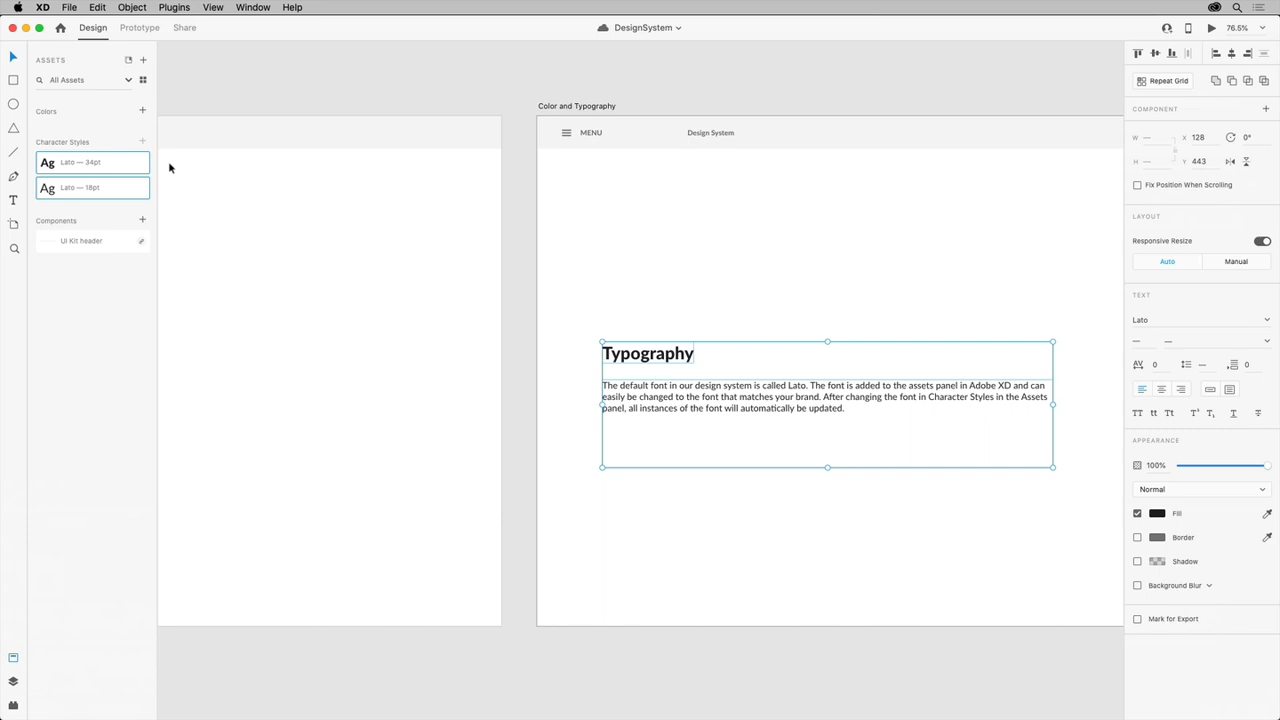 XD File Edit Object Plugins View Window Help
Design Prototype Share
DesignSystem
76.5%
ASSETS
All Assets
Colors
Character Styles
Ag Lato — 34pt
Ag Lato — 18pt
Components
UI Kit header
Color and Typography
MENU
Design System
Typography
The default font in our design system is called Lato. The font is added to the assets panel in Adobe XD and can
easily be changed to the font that matches your brand. After changing the font in Character Styles in the Assets
panel, all instances of the font will automatically be updated.
Repeat Grid
COMPONENT
W — X 128 0°
H — Y 443
Fix Position When Scrolling
LAYOUT
Responsive Resize
Auto Manual
TEXT
Lato
— —
AV 0 — 0
TT tt Tt T¹ T₁ T T
APPEARANCE
100%
Normal
Fill
Border
Shadow
Background Blur
Mark for Export